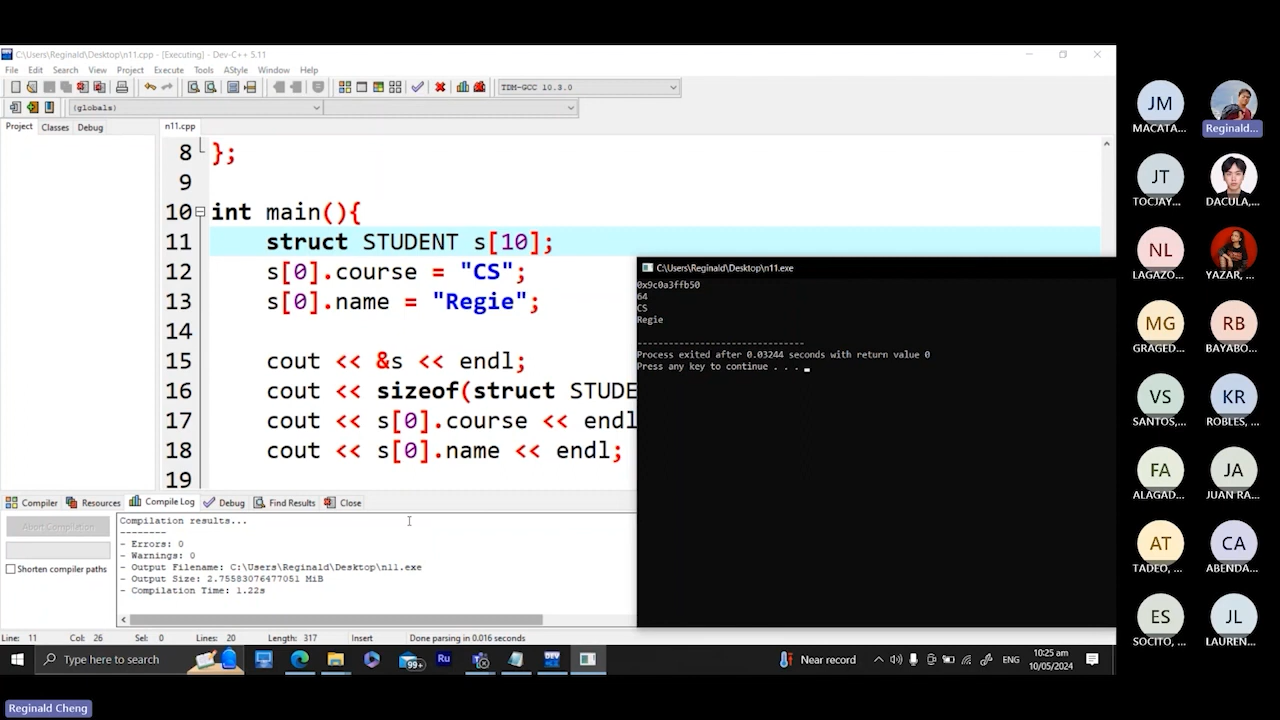 C:\Users\Reginald\Desktop\n11.cpp - [Executing] - Dev-C++ 5.11
File Edit Search View Project Execute Tools AStyle Window Help
TDM-GCC 10.3.0
(globals)
Project Classes Debug
n11.cpp
8 };
9
10 int main(){
11 struct STUDENT s[10];
12 s[0].course = "CS";
13 s[0].name = "Regie";
14
15 cout << &s << endl;
16 cout << sizeof(struct STUDE
17 cout << s[0].course << endl
18 cout << s[0].name << endl;
19
C:\Users\Reginald\Desktop\n11.exe
0x9c0a3ffb50
64
CS
Regie
--------------------------------
Process exited after 0.03244 seconds with return value 0
Press any key to continue . . .
Compiler Resources Compile Log Debug Find Results Close
Abort Compilation
Shorten compiler paths
Compilation results...
--------
- Errors: 0
- Warnings: 0
- Output Filename: C:\Users\Reginald\Desktop\n11.exe
- Output Size: 2.75583076477051 MiB
- Compilation Time: 1.22s
Line: 11 Col: 26 Sel: 0 Lines: 20 Length: 317 Insert Done parsing in 0.016 seconds
Type here to search
99+
Ru
DEV
Near record
ENG
10:25 am
10/05/2024
JM
MACATA...
Reginald...
JT
TOCJAY...
DACULA,...
NL
LAGAZO...
YAZAR, ...
MG
GRAGED...
RB
BAYABO...
VS
SANTOS,...
KR
ROBLES,...
FA
ALAGAD...
JA
JUAN RA...
AT
TADEO, ...
CA
ABENDA...
ES
SOCITO, ...
JL
LAUREN...
Reginald Cheng